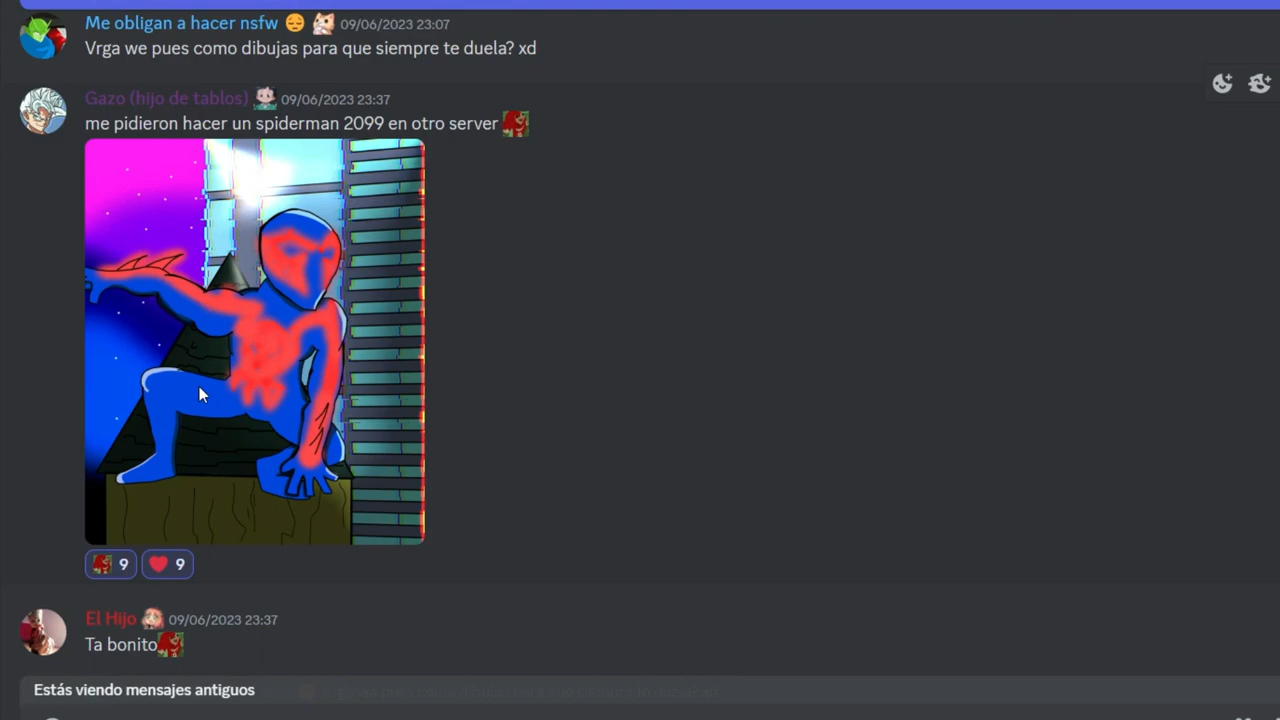 Me obligan a hacer nsfw 09/06/2023 23:07
Vrga we pues como dibujas para que siempre te duela? xd
Gazo (hijo de tablos) 09/06/2023 23:37
me pidieron hacer un spiderman 2099 en otro server
9 9
El Hijo 09/06/2023 23:37
Ta bonito
Estás viendo mensajes antiguos